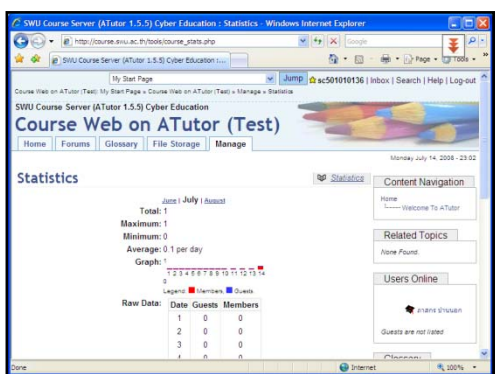 SWU Course Server (ATutor 1.5.5) Cyber Education : Statistics - Windows Internet Explorer
http://course.swu.ac.th/tools/course_stats.php
Google
SWU Course Server (ATutor 1.5.5) Cyber Education : ...
Page
Tools
My Start Page
Jump
sc501010136 | Inbox | Search | Help | Log-out
Course Web on ATutor (Test): My Start Page » Course Web on ATutor (Test) » Manage » Statistics
SWU Course Server (ATutor 1.5.5) Cyber Education
Course Web on ATutor (Test)
Home
Forums
Glossary
File Storage
Manage
Monday July 14, 2008 - 23:02
Statistics
Statistics
Content Navigation
Home
Welcome To ATutor
June | July | August
Total: 1
Maximum: 1
Minimum: 0
Average: 0.1 per day
Graph: 1
1 2 3 4 5 6 7 8 9 10 11 12 13 14
0
Legend: Members, Guests.
Related Topics
None Found.
Users Online
Guests are not listed
Raw Data:
Date Guests Members
1 0 0
2 0 0
3 0 0
4 0 0
Glossary
Done
Internet
100%